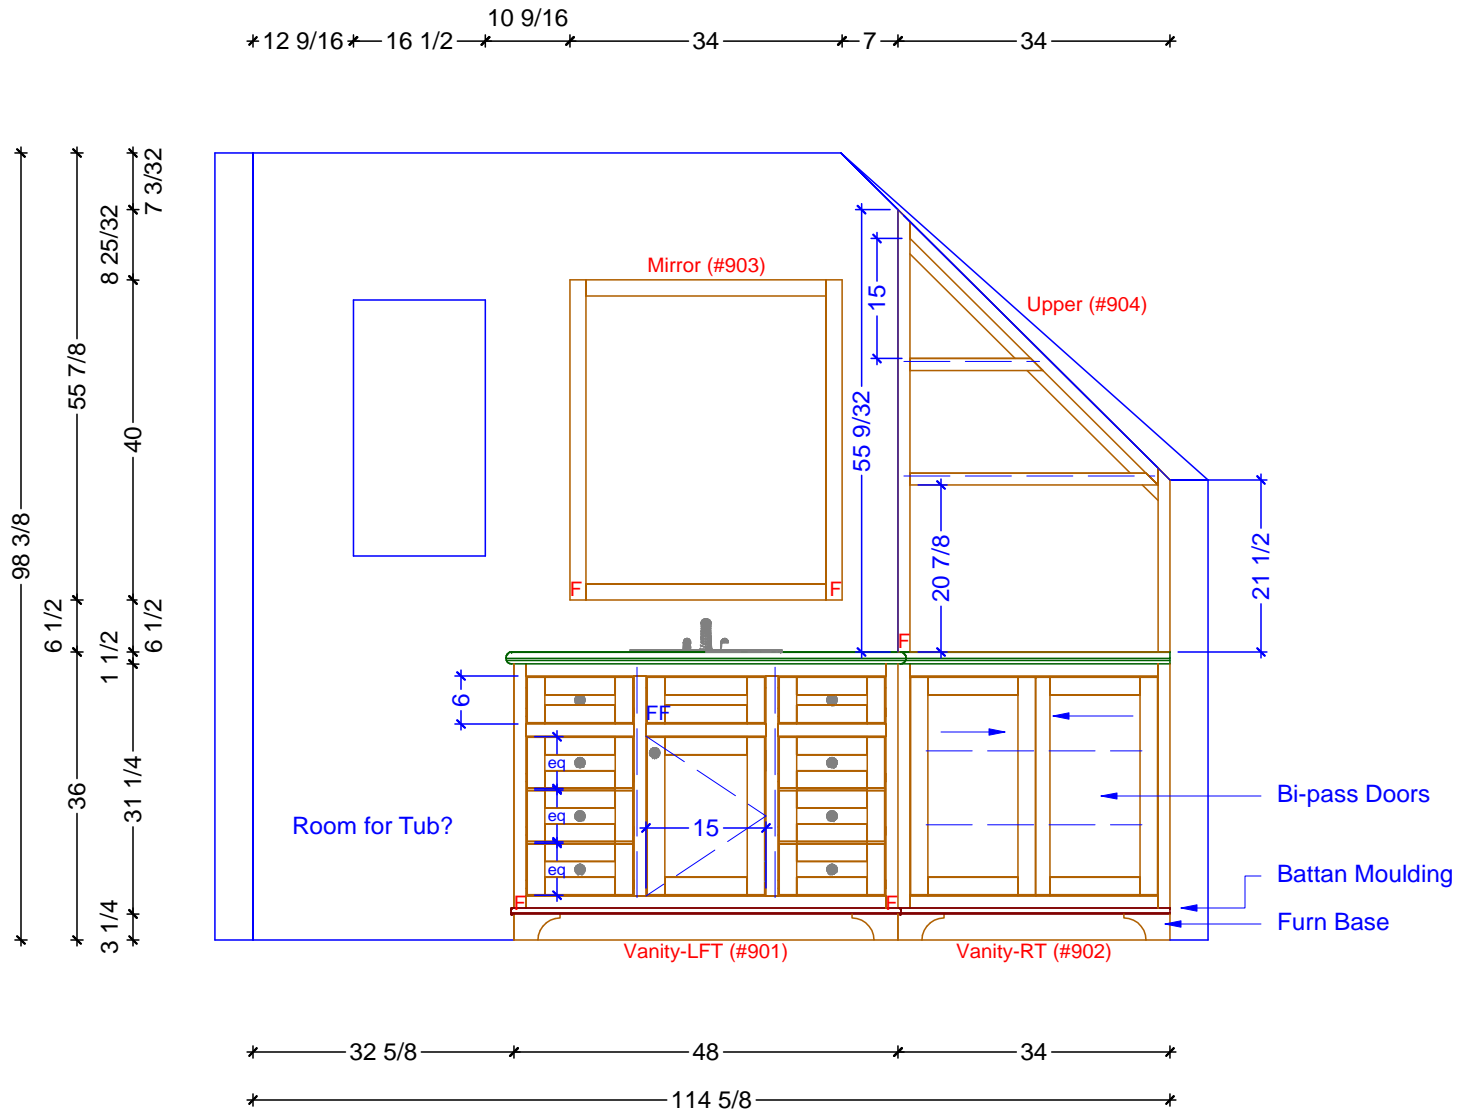 10 9/16
12 9/16 16 1/2 34 7 34
7 3/32
8 25/32
55 7/8
40
98 3/8
6 1/2
6 1/2
1 1/2
36
31 1/4
3 1/4
Mirror (#903)
Upper (#904)
15
55 9/32
20 7/8
21 1/2
F F
F
6
FF
eq
eq
eq
15
Room for Tub?
Bi-pass Doors
Battan Moulding
Furn Base
F F
Vanity-LFT (#901) Vanity-RT (#902)
32 5/8 48 34
114 5/8